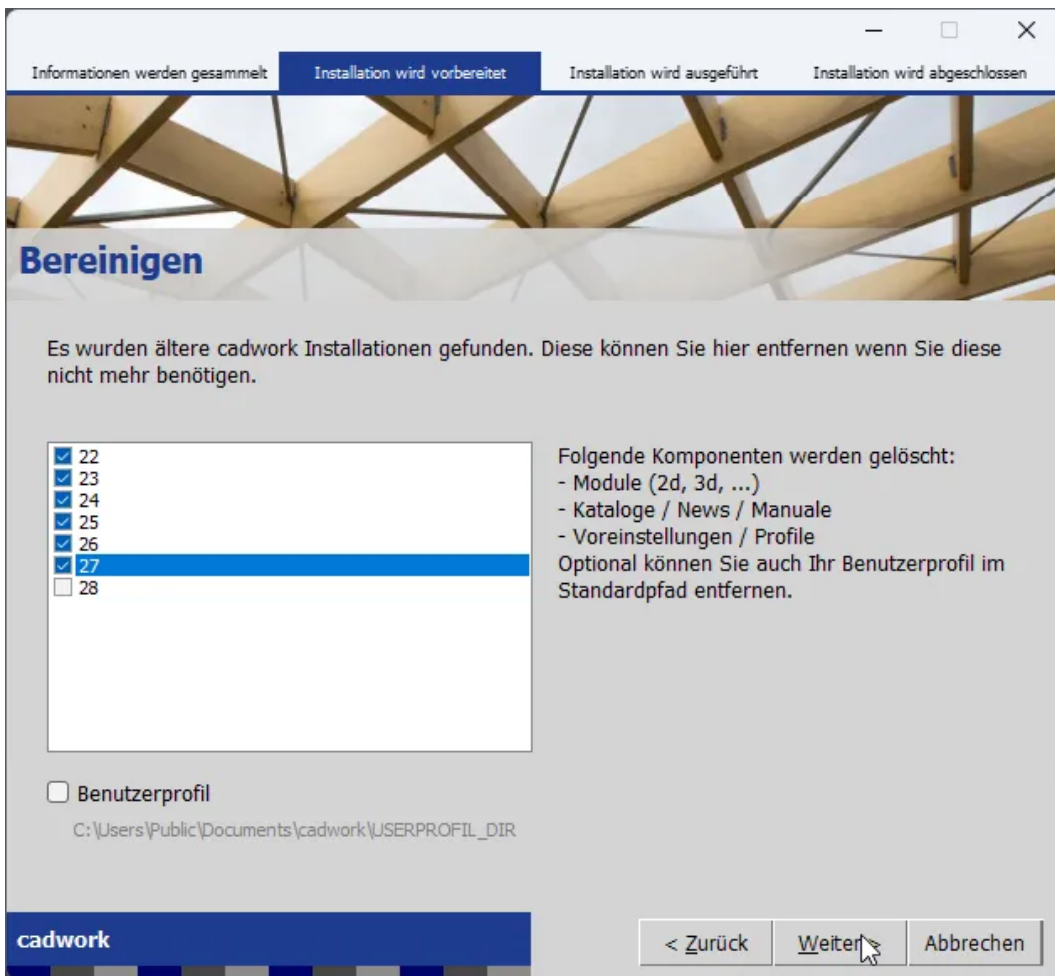 Informationen werden gesammelt
Installation wird vorbereitet
Installation wird ausgeführt
Installation wird abgeschlossen
Bereinigen
Es wurden ältere cadwork Installationen gefunden. Diese können Sie hier entfernen wenn Sie diese
nicht mehr benötigen.
22
23
24
25
26
27
28
Folgende Komponenten werden gelöscht:
- Module (2d, 3d, ...)
- Kataloge / News / Manuale
- Voreinstellungen / Profile
Optional können Sie auch Ihr Benutzerprofil im
Standardpfad entfernen.
Benutzerprofil
C:\Users\Public\Documents\cadwork\USERPROFIL_DIR
cadwork
< Zurück
Weiter >
Abbrechen